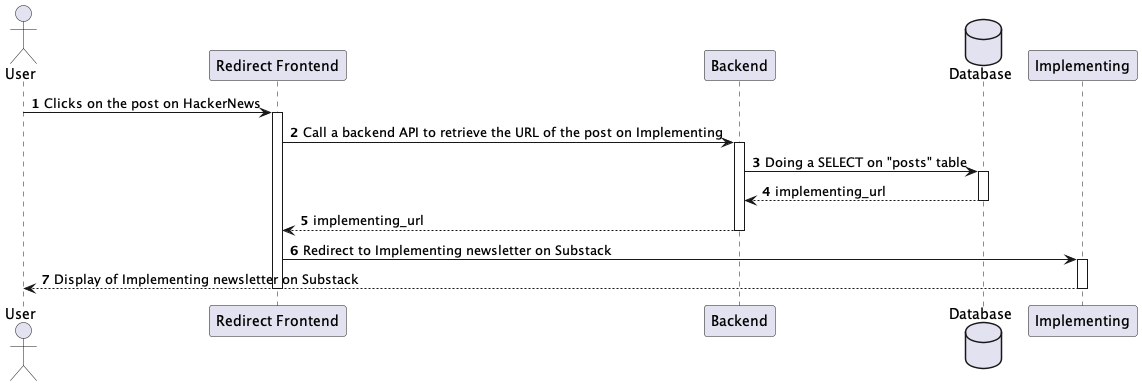 User
Redirect Frontend
Backend
Database
Implementing
1 Clicks on the post on HackerNews
2 Call a backend API to retrieve the URL of the post on Implementing
3 Doing a SELECT on "posts" table
4 implementing_url
5 implementing_url
6 Redirect to Implementing newsletter on Substack
7 Display of Implementing newsletter on Substack
User
Redirect Frontend
Backend
Database
Implementing